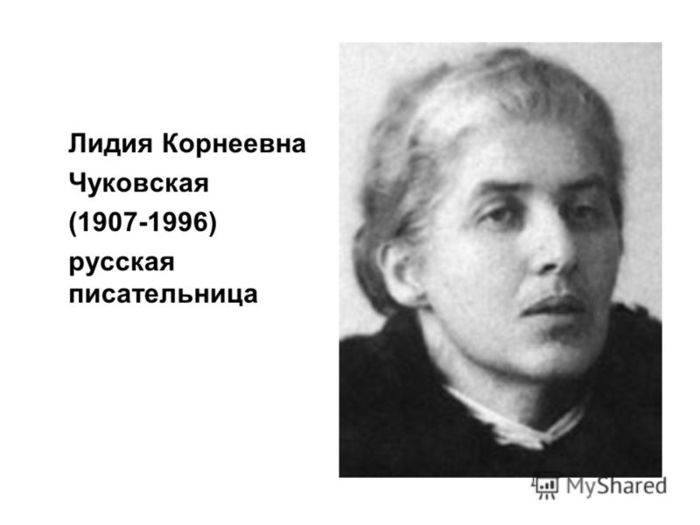 Лидия Корнеевна
Чуковская
(1907-1996)
русская
писательница
MyShared